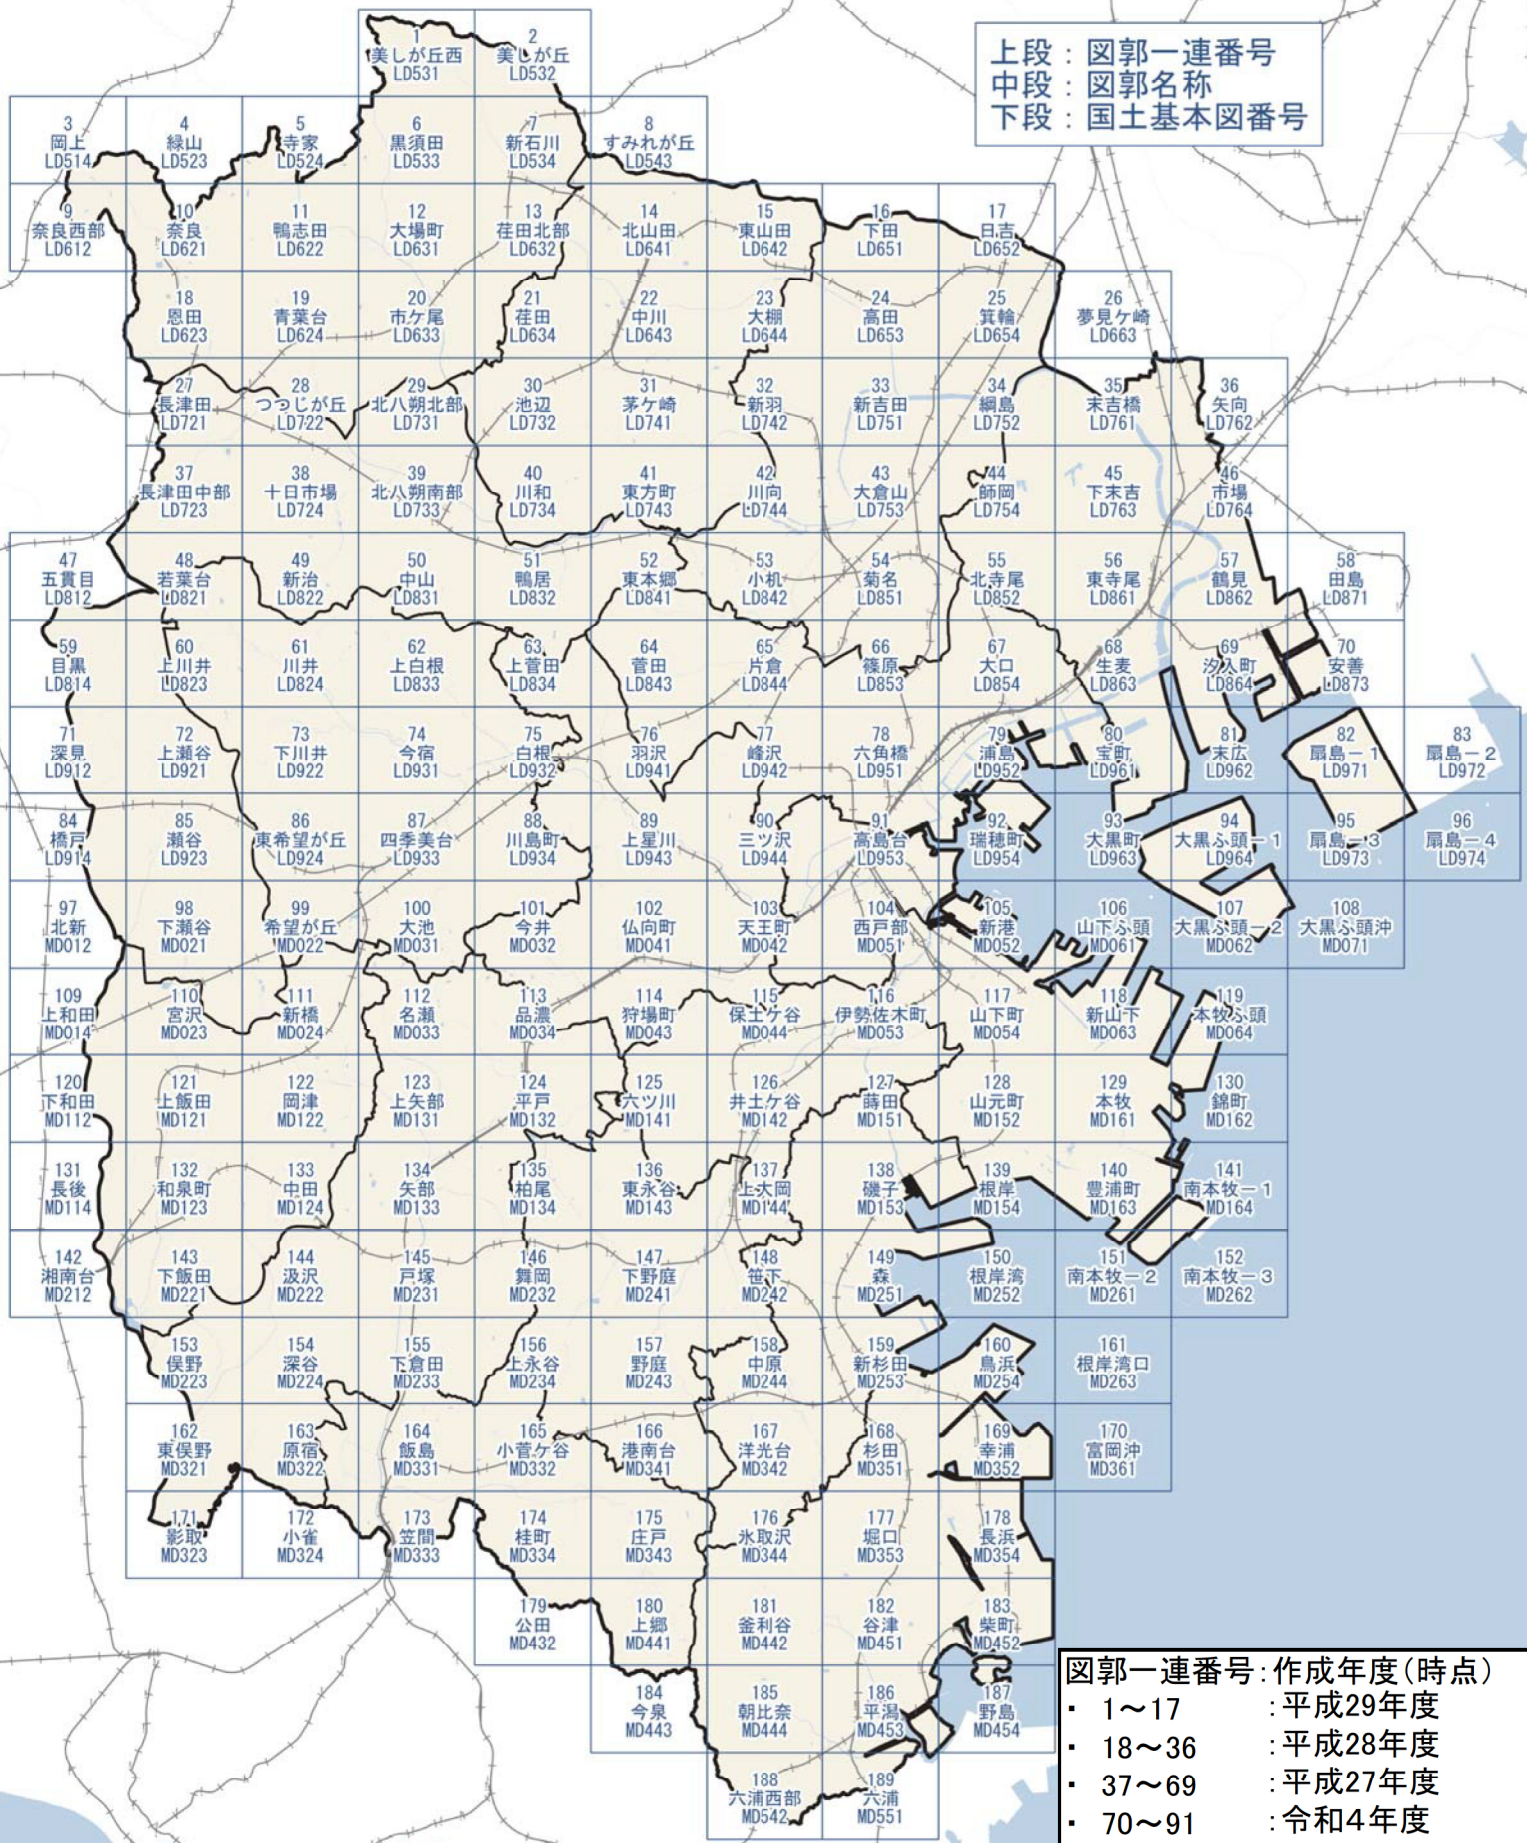 上段：図郭一連番号
中段：図郭名称
下段：国土基本図番号
1
美しが丘西
LD531
2
美しが丘
LD532
3
岡上
LD514
4
緑山
LD523
5
寺家
LD524
6
黒須田
LD533
7
新石川
LD534
8
すみれが丘
LD543
9
奈良西部
LD612
10
奈良
LD621
11
鴨志田
LD622
12
大場町
LD631
13
荏田北部
LD632
14
北山田
LD641
15
東山田
LD642
16
下田
LD651
17
日吉
LD652
18
恩田
LD623
19
青葉台
LD624
20
市ケ尾
LD633
21
荏田
LD634
22
中川
LD643
23
大棚
LD644
24
高田
LD653
25
箕輪
LD654
26
夢見ケ崎
LD663
27
長津田
LD721
28
つつじが丘
LD722
29
北八朔北部
LD731
30
池辺
LD732
31
茅ケ崎
LD741
32
新羽
LD742
33
新吉田
LD751
34
綱島
LD752
35
末吉橋
LD761
36
矢向
LD762
37
長津田中部
LD723
38
十日市場
LD724
39
北八朔南部
LD733
40
川和
LD734
41
東方町
LD743
42
川向
LD744
43
大倉山
LD753
44
師岡
LD754
45
下末吉
LD763
46
市場
LD764
47
五貫目
LD812
48
若葉台
LD821
49
新治
LD822
50
中山
LD831
51
鴨居
LD832
52
東本郷
LD841
53
小机
LD842
54
菊名
LD851
55
北寺尾
LD852
56
東寺尾
LD861
57
鶴見
LD862
58
田島
LD871
59
目黒
LD814
60
上川井
LD823
61
川井
LD824
62
上白根
LD833
63
上菅田
LD834
64
菅田
LD843
65
片倉
LD844
66
篠原
LD853
67
大口
LD854
68
生麦
LD863
69
汐入町
LD864
70
安善
LD873
71
深見
LD912
72
上瀬谷
LD921
73
下川井
LD922
74
今宿
LD931
75
白根
LD932
76
羽沢
LD941
77
峰沢
LD942
78
六角橋
LD951
79
浦島
LD952
80
宝町
LD961
81
末広
LD962
82
扇島－1
LD971
83
扇島－2
LD972
84
橋戸
LD914
85
瀬谷
LD923
86
東希望が丘
LD924
87
四季美台
LD933
88
川島町
LD934
89
上星川
LD943
90
三ツ沢
LD944
91
高島台
LD953
92
瑞穂町
LD954
93
大黒町
LD963
94
大黒ふ頭－1
LD964
95
扇島－3
LD973
96
扇島－4
LD974
97
北新
MD012
98
下瀬谷
MD021
99
希望が丘
MD022
100
大池
MD031
101
今井
MD032
102
仏向町
MD041
103
天王町
MD042
104
西戸部
MD051
105
新港
MD052
106
山下ふ頭
MD061
107
大黒ふ頭－2
MD062
108
大黒ふ頭沖
MD071
109
上和田
MD014
110
宮沢
MD023
111
新橋
MD024
112
名瀬
MD033
113
品濃
MD034
114
狩場町
MD043
115
保土ケ谷
MD044
116
伊勢佐木町
MD053
117
山下町
MD054
118
新山下
MD063
119
本牧ふ頭
MD064
120
下和田
MD112
121
上飯田
MD121
122
岡津
MD122
123
上矢部
MD131
124
平戸
MD132
125
六ツ川
MD141
126
井土ケ谷
MD142
127
蒔田
MD151
128
山元町
MD152
129
本牧
MD161
130
錦町
MD162
131
長後
MD114
132
和泉町
MD123
133
中田
MD124
134
矢部
MD133
135
柏尾
MD134
136
東永谷
MD143
137
上大岡
MD144
138
磯子
MD153
139
根岸
MD154
140
豊浦町
MD163
141
南本牧－1
MD164
142
湘南台
MD212
143
下飯田
MD221
144
汲沢
MD222
145
戸塚
MD231
146
舞岡
MD232
147
下野庭
MD241
148
笹下
MD242
149
森
MD251
150
根岸湾
MD252
151
南本牧－2
MD261
152
南本牧－3
MD262
153
俣野
MD223
154
深谷
MD224
155
下倉田
MD233
156
上永谷
MD234
157
野庭
MD243
158
中原
MD244
159
新杉田
MD253
160
鳥浜
MD254
161
根岸湾口
MD263
162
東俣野
MD321
163
原宿
MD322
164
飯島
MD331
165
小菅ケ谷
MD332
166
港南台
MD341
167
洋光台
MD342
168
杉田
MD351
169
幸浦
MD352
170
富岡沖
MD361
171
影取
MD323
172
小雀
MD324
173
笠間
MD333
174
桂町
MD334
175
庄戸
MD343
176
氷取沢
MD344
177
堀口
MD353
178
長浜
MD354
179
公田
MD432
180
上郷
MD441
181
釜利谷
MD442
182
谷津
MD451
183
柴町
MD452
184
今泉
MD443
185
朝比奈
MD444
186
平潟
MD453
187
野島
MD454
188
六浦西部
MD542
189
六浦
MD551
図郭一連番号：作成年度（時点）
・ 1～17 ：平成29年度
・ 18～36 ：平成28年度
・ 37～69 ：平成27年度
・ 70～91 ：令和4年度